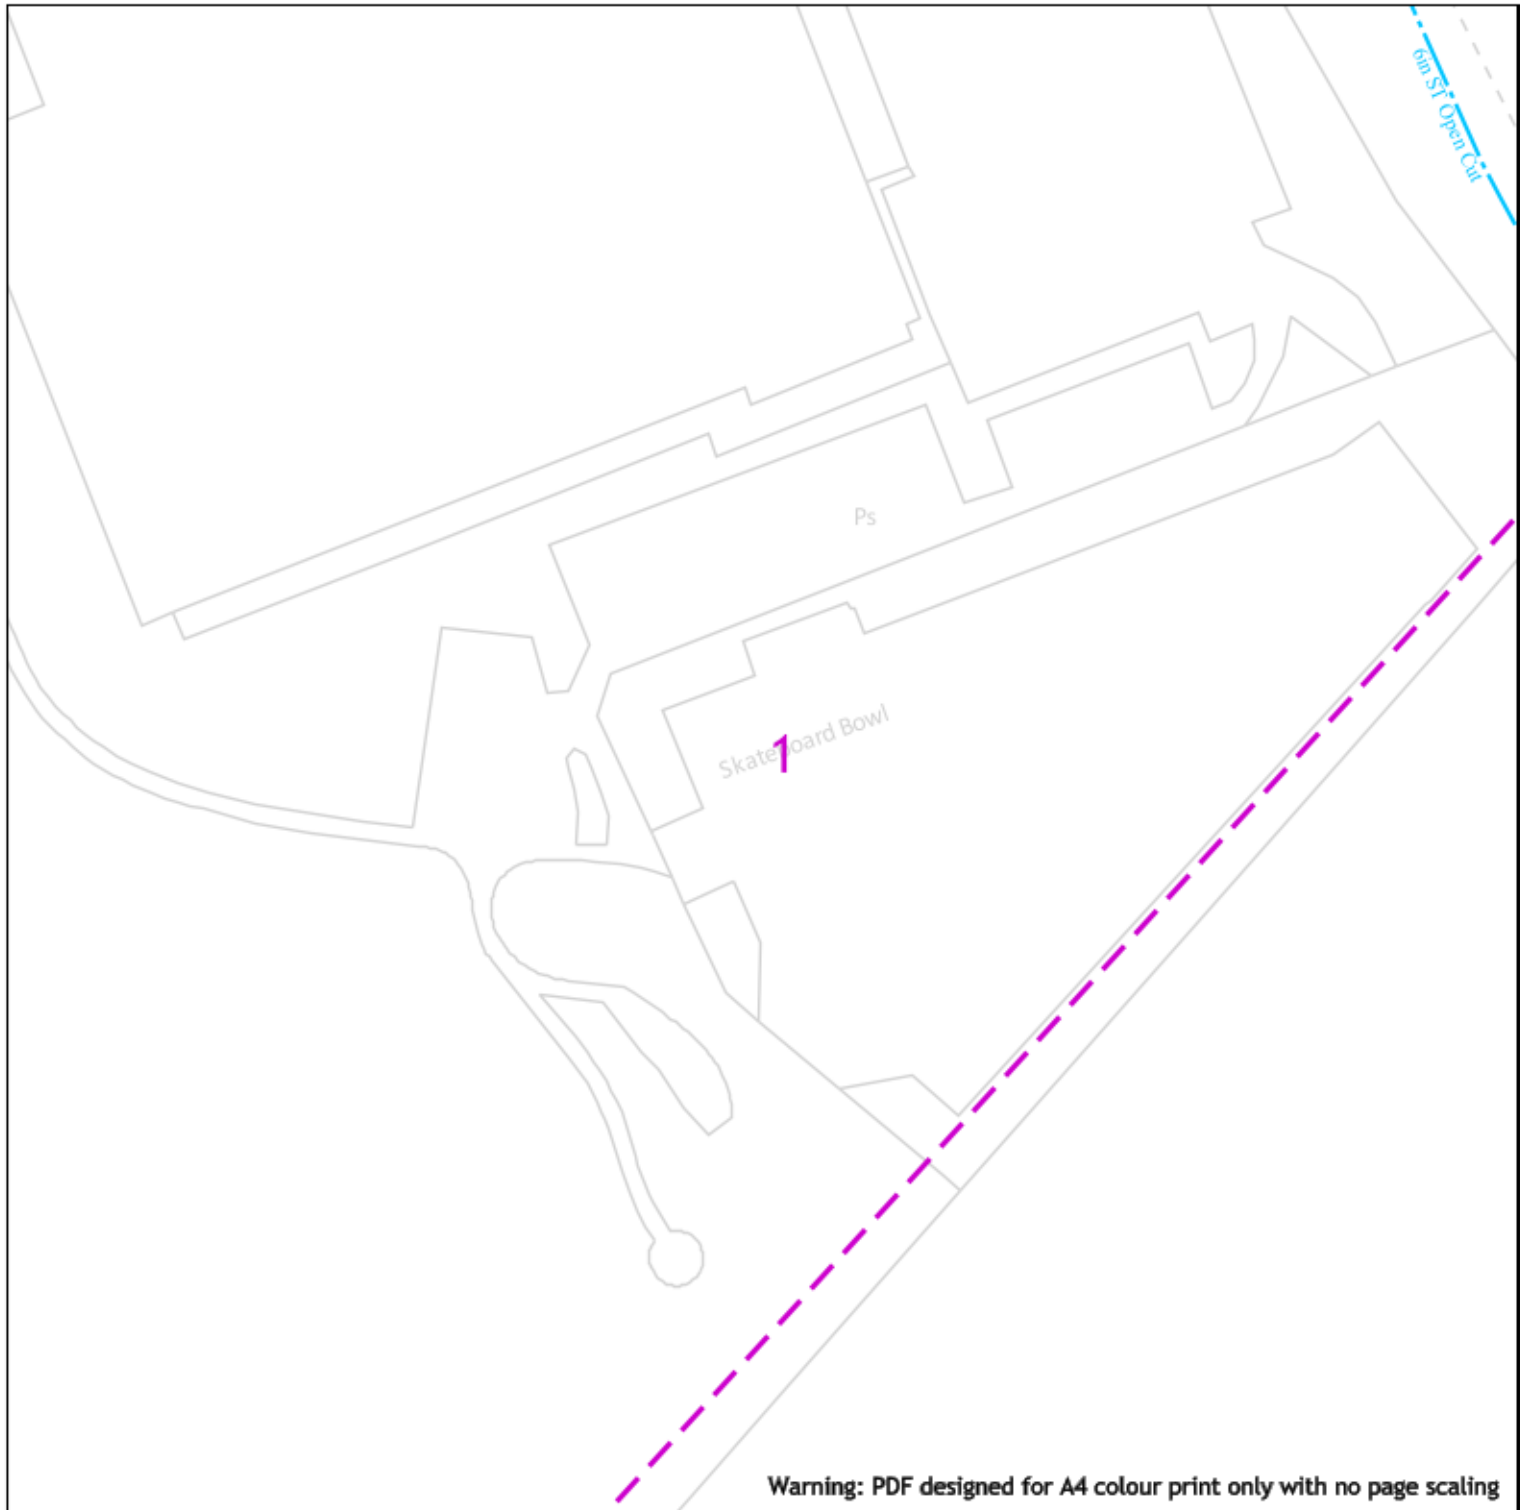 6in ST Open Cut
Ps
Skateboard Bowl
1
Warning: PDF designed for A4 colour print only with no page scaling